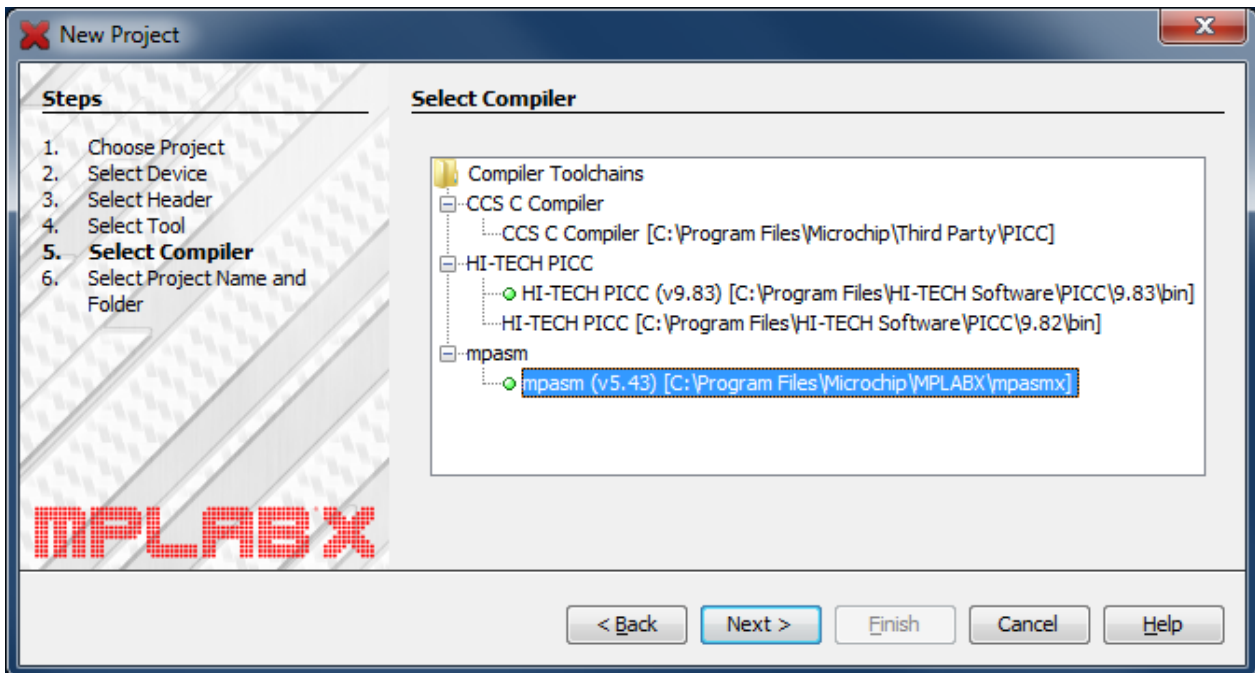 New Project
Steps
1. Choose Project
2. Select Device
3. Select Header
4. Select Tool
5. Select Compiler
6. Select Project Name and
Folder
MPLAB X
Select Compiler
Compiler Toolchains
CCS C Compiler
CCS C Compiler [C:\Program Files\Microchip\Third Party\PICC]
HI-TECH PICC
HI-TECH PICC (v9.83) [C:\Program Files\HI-TECH Software\PICC\9.83\bin]
HI-TECH PICC [C:\Program Files\HI-TECH Software\PICC\9.82\bin]
mpasm
mpasm (v5.43) [C:\Program Files\Microchip\MPLABX\mpasmx]
< Back Next > Finish Cancel Help